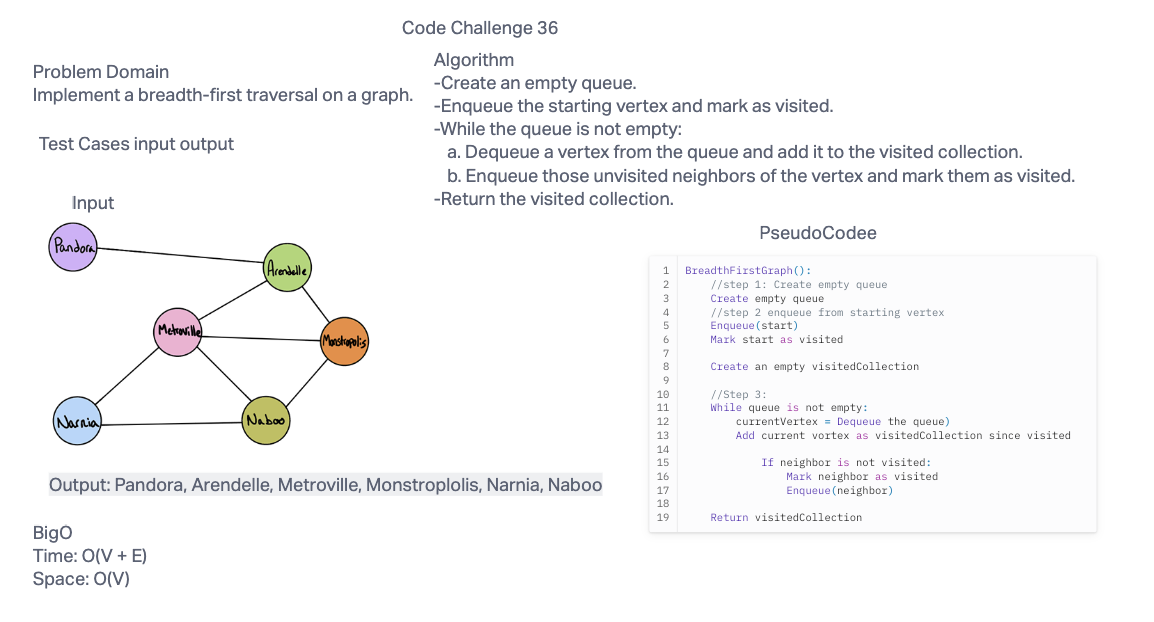 Code Challenge 36
Problem Domain
Implement a breadth-first traversal on a graph.
Test Cases input output
Algorithm
-Create an empty queue.
-Enqueue the starting vertex and mark as visited.
-While the queue is not empty:
a. Dequeue a vertex from the queue and add it to the visited collection.
b. Enqueue those unvisited neighbors of the vertex and mark them as visited.
-Return the visited collection.
Input
Pandora
Arendelle
Metroville
Monstropolis
Narnia
Naboo
Output: Pandora, Arendelle, Metroville, Monstroplolis, Narnia, Naboo
BigO
Time: O(V + E)
Space: O(V)
PseudoCodee
1 BreadthFirstGraph():
2 //step 1: Create empty queue
3 Create empty queue
4 //step 2 enqueue from starting vertex
5 Enqueue(start)
6 Mark start as visited
7
8 Create an empty visitedCollection
9
10 //Step 3:
11 While queue is not empty:
12 currentVertex = Dequeue the queue)
13 Add current vortex as visitedCollection since visited
14
15 If neighbor is not visited:
16 Mark neighbor as visited
17 Enqueue(neighbor)
18
19 Return visitedCollection